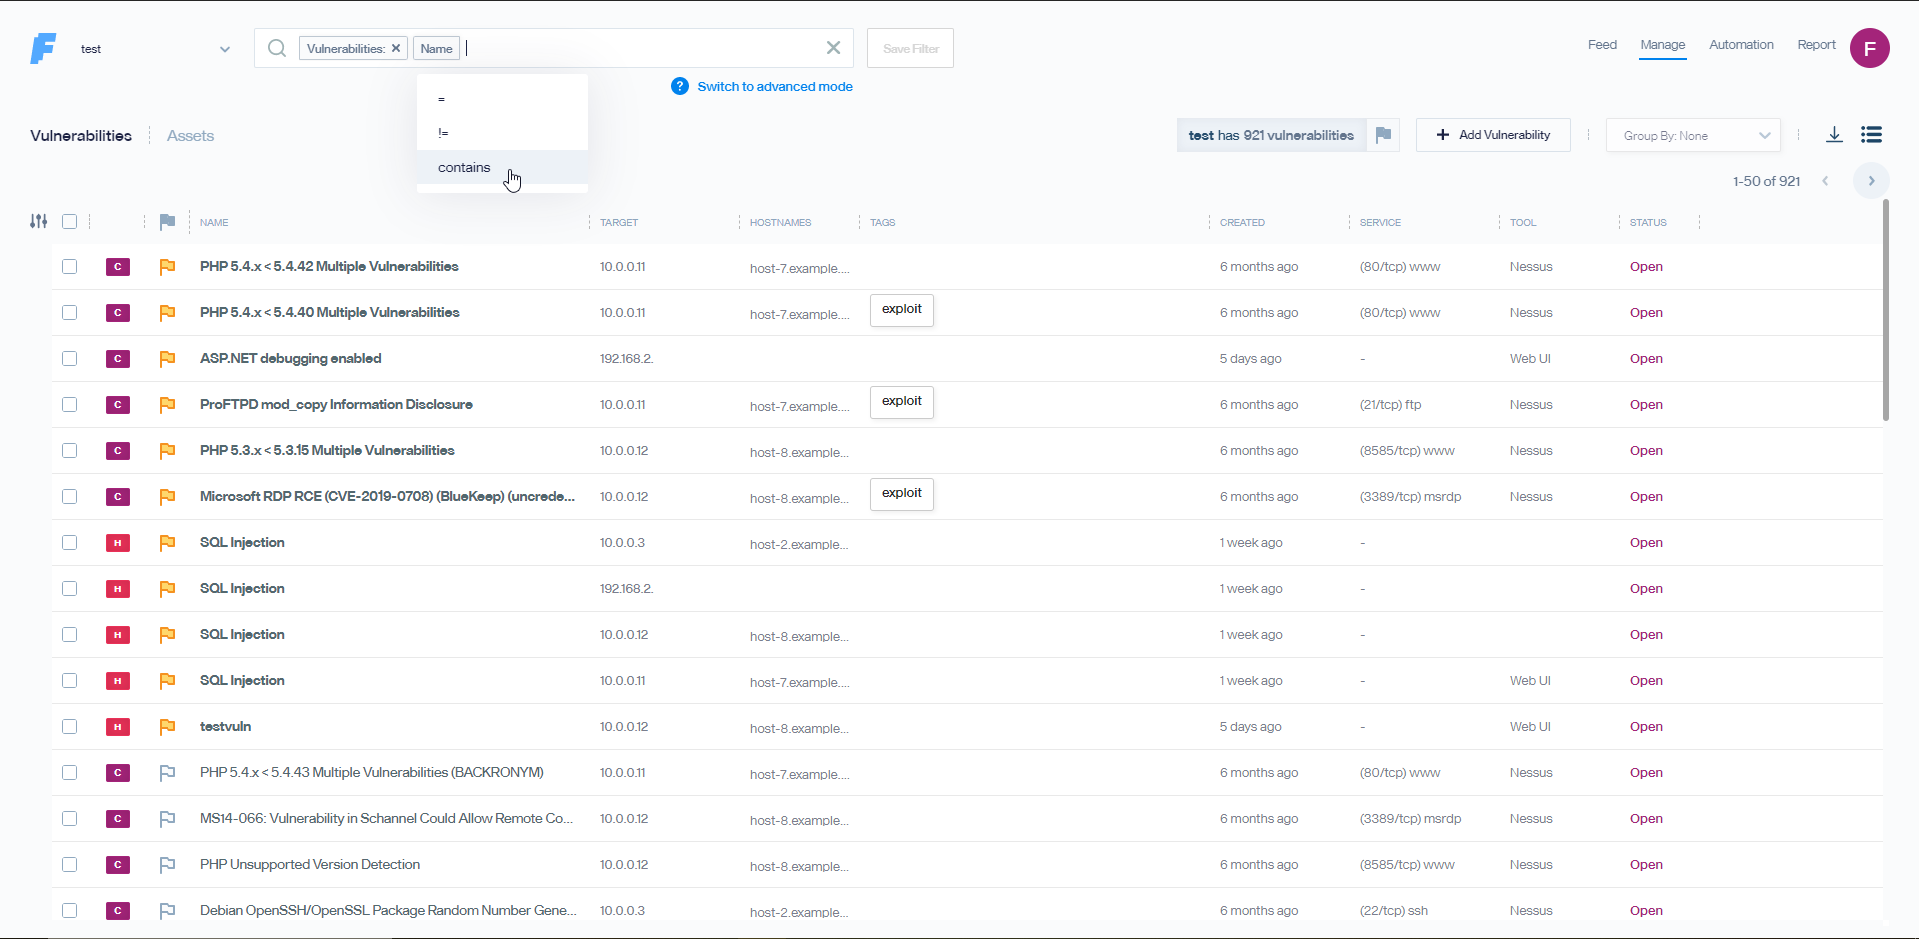 test
Vulnerabilities: ×
Name
Save Filter
Feed
Manage
Automation
Report
F
? Switch to advanced mode
=
!=
contains
Vulnerabilities
Assets
test has 921 vulnerabilities
+ Add Vulnerability
Group By: None
1-50 of 921
NAME TARGET HOSTNAMES TAGS CREATED SERVICE TOOL STATUS
C PHP 5.4.x < 5.4.42 Multiple Vulnerabilities 10.0.0.11 host-7.example.... 6 months ago (80/tcp) www Nessus Open
C PHP 5.4.x < 5.4.40 Multiple Vulnerabilities 10.0.0.11 host-7.example.... exploit 6 months ago (80/tcp) www Nessus Open
C ASP.NET debugging enabled 192.168.2. 5 days ago - Web UI Open
C ProFTPD mod_copy Information Disclosure 10.0.0.11 host-7.example.... exploit 6 months ago (21/tcp) ftp Nessus Open
C PHP 5.3.x < 5.3.15 Multiple Vulnerabilities 10.0.0.12 host-8.example... 6 months ago (8585/tcp) www Nessus Open
C Microsoft RDP RCE (CVE-2019-0708) (BlueKeep) (uncrede... 10.0.0.12 host-8.example... exploit 6 months ago (3389/tcp) msrdp Nessus Open
H SQL Injection 10.0.0.3 host-2.example... 1 week ago - Open
H SQL Injection 192.168.2. 1 week ago - Open
H SQL Injection 10.0.0.12 host-8.example... 1 week ago - Open
H SQL Injection 10.0.0.11 host-7.example.... 1 week ago - Web UI Open
H testvuln 10.0.0.12 host-8.example... 5 days ago - Web UI Open
C PHP 5.4.x < 5.4.43 Multiple Vulnerabilities (BACKRONYM) 10.0.0.11 host-7.example.... 6 months ago (80/tcp) www Nessus Open
C MS14-066: Vulnerability in Schannel Could Allow Remote Co... 10.0.0.12 host-8.example... 6 months ago (3389/tcp) msrdp Nessus Open
C PHP Unsupported Version Detection 10.0.0.12 host-8.example... 6 months ago (8585/tcp) www Nessus Open
C Debian OpenSSH/OpenSSL Package Random Number Gene... 10.0.0.3 host-2.example... 6 months ago (22/tcp) ssh Nessus Open